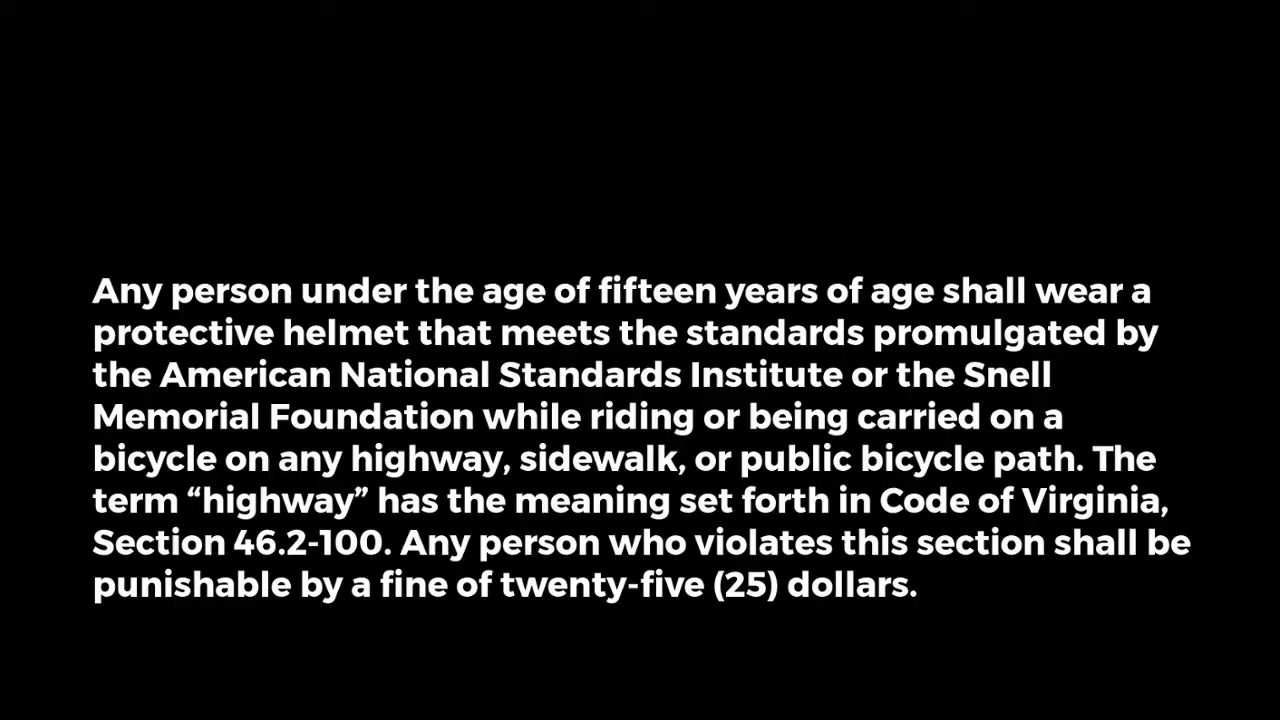 Any person under the age of fifteen years of age shall wear a
protective helmet that meets the standards promulgated by
the American National Standards Institute or the Snell
Memorial Foundation while riding or being carried on a
bicycle on any highway, sidewalk, or public bicycle path. The
term “highway” has the meaning set forth in Code of Virginia,
Section 46.2-100. Any person who violates this section shall be
punishable by a fine of twenty-five (25) dollars.